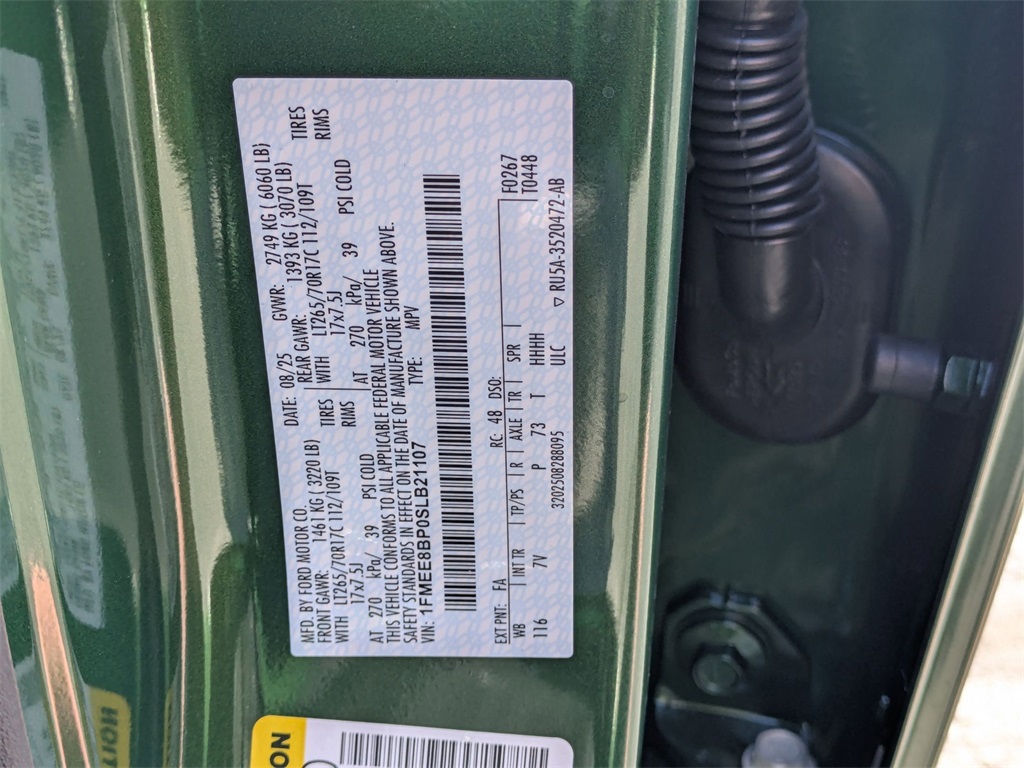 MFD. BY FORD MOTOR CO.
DATE: 08/25 GVWR: 2749 KG ( 6060 LB)
FRONT GAWR: 1461 KG ( 3220 LB)
REAR GAWR: 1393 KG ( 3070 LB)
WITH LT265/70R17C 112/109T TIRES
WITH LT265/70R17C 112/109T TIRES
17x7.5J RIMS
17x7.5J RIMS
AT 270 kPa/ 39 PSI COLD
AT 270 kPa/ 39 PSI COLD
THIS VEHICLE CONFORMS TO ALL APPLICABLE FEDERAL MOTOR VEHICLE
SAFETY STANDARDS IN EFFECT ON THE DATE OF MANUFACTURE SHOWN ABOVE.
VIN: 1FMEE8BP0SLB21107 TYPE: MPV
EXT PNT: FA RC: 48 DSO: F0267
WB INT TR TP/PS R AXLE TR SPR T0448
116 7V P 73 T HHHH
320250828095 ULC ▽ RU5A-3520472-AB
ON